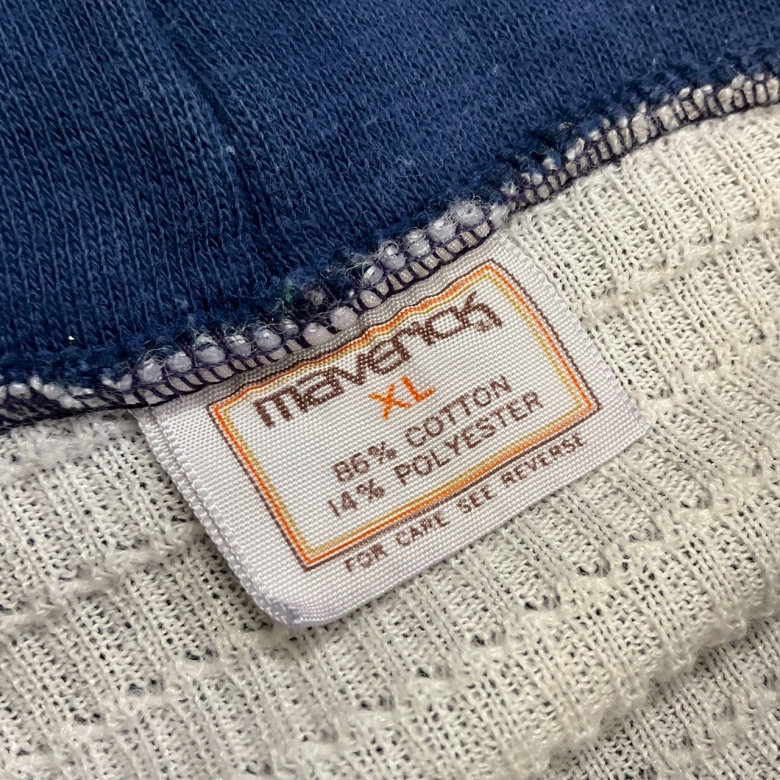 maverick
XL
86% COTTON
14% POLYESTER
FOR CARE SEE REVERSE